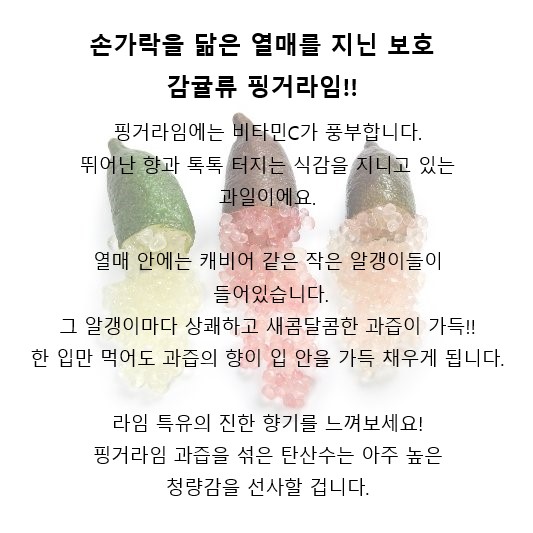 손가락을 닮은 열매를 지닌 보호
감귤류 핑거라임!!
핑거라임에는 비타민C가 풍부합니다.
뛰어난 향과 톡톡 터지는 식감을 지니고 있는
과일이에요.
열매 안에는 캐비어 같은 작은 알갱이들이
들어있습니다.
그 알갱이마다 상쾌하고 새콤달콤한 과즙이 가득!!
한 입만 먹어도 과즙의 향이 입 안을 가득 채우게 됩니다.
라임 특유의 진한 향기를 느껴보세요!
핑거라임 과즙을 섞은 탄산수는 아주 높은
청량감을 선사할 겁니다.